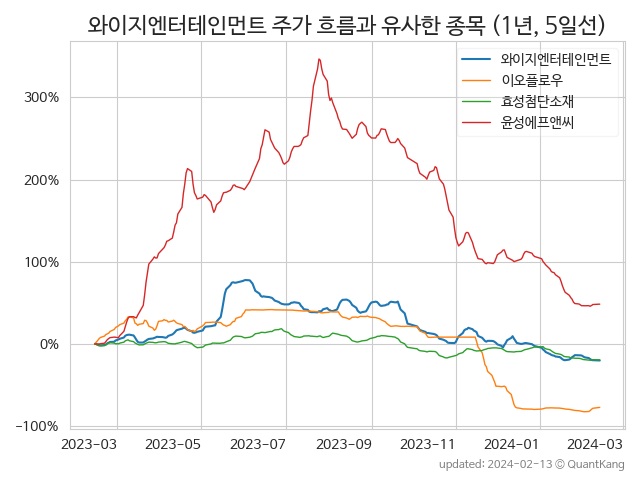 와이지엔터테인먼트 주가 흐름과 유사한 종목 (1년, 5일선)
와이지엔터테인먼트
이오플로우
효성첨단소재
윤성에프앤씨
300%
200%
100%
0%
−100%
2023-03 2023-05 2023-07 2023-09 2023-11 2024-01 2024-03
updated: 2024-02-13 © QuantKang